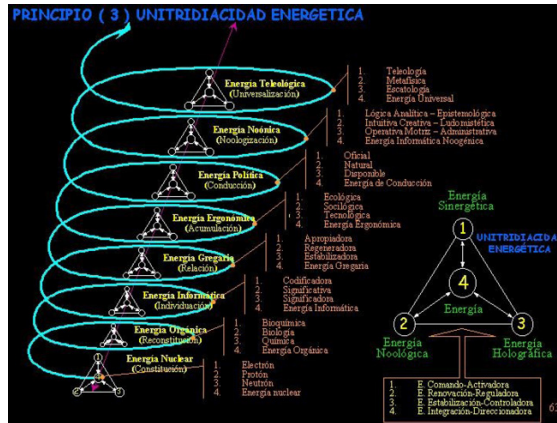 PRINCIPIO ( 3 ) UNITRIDIACIDAD ENERGETICA
Energía Teleológica
(Universalización)
1. Teleología
2. Metafísica
3. Escatología
4. Energía Universal
Energía Noónica
(Noologización)
1. Lógica Analítica – Epistemológica
2. Intuitiva Creativa – Ludomistética
3. Operativa Motriz – Administrativa
4. Energía Informática Noogénica
Energía Política
(Conducción)
1. Oficial
2. Natural
3. Disponible
4. Energía de Conducción
Energía Ergonómica
(Acumulación)
1. Ecológica
2. Socilógica
3. Tecnológica
4. Energía Ergonómica
Energía Gregaria
(Relación)
1. Apropiadora
2. Regeneradora
3. Estabilizadora
4. Energía Gregaria
Energía Informática
(Individuación)
1. Codificadora
2. Significativa
3. Significadora
4. Energía Informática
Energía Orgánica
(Reconstitución)
1. Bioquímica
2. Biología
3. Química
4. Energía Orgánica
Energía Nuclear
(Constitución)
1. Electrón
2. Protón
3. Neutrón
4. Energía nuclear
Energía
Sinergética
1
UNITRIDIACIDA
ENERGÉTICA
4
Energía
2
3
Energía
Noológica
Energía
Holográfica
1. E. Comando-Activadora
2. E. Renovación-Reguladora
3. E. Estabilización-Controladora
4. E. Integración-Direccionadora